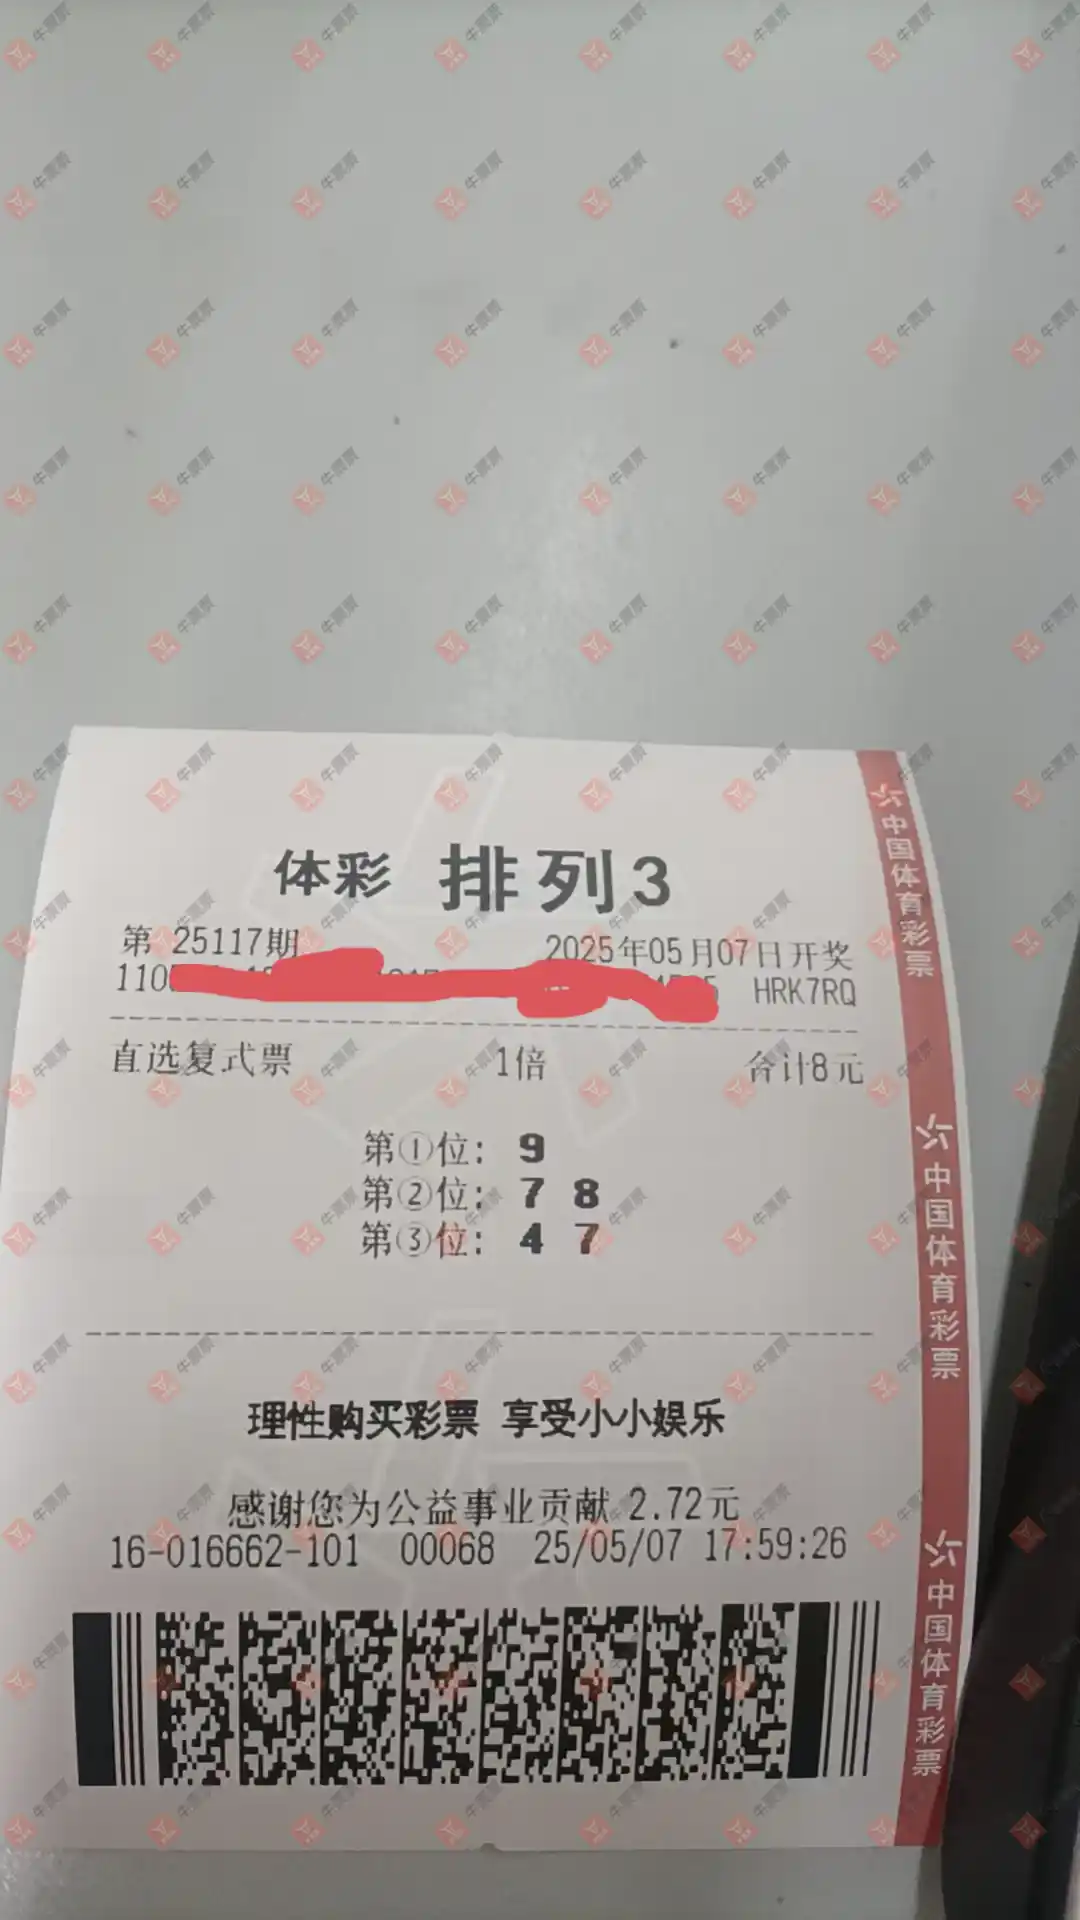 体彩 排列3
第 25117期 2025年05月07日开奖
110 HRK7RQ
直选复式票 1倍 合计8元
第①位: 9
第②位: 7 8
第③位: 4 7
理性购买彩票 享受小小娱乐
感谢您为公益事业贡献 2.72元
16-016662-101 00068 25/05/07 17:59:26
中国体育彩票
中国体育彩票
中国体育彩票
牛票票